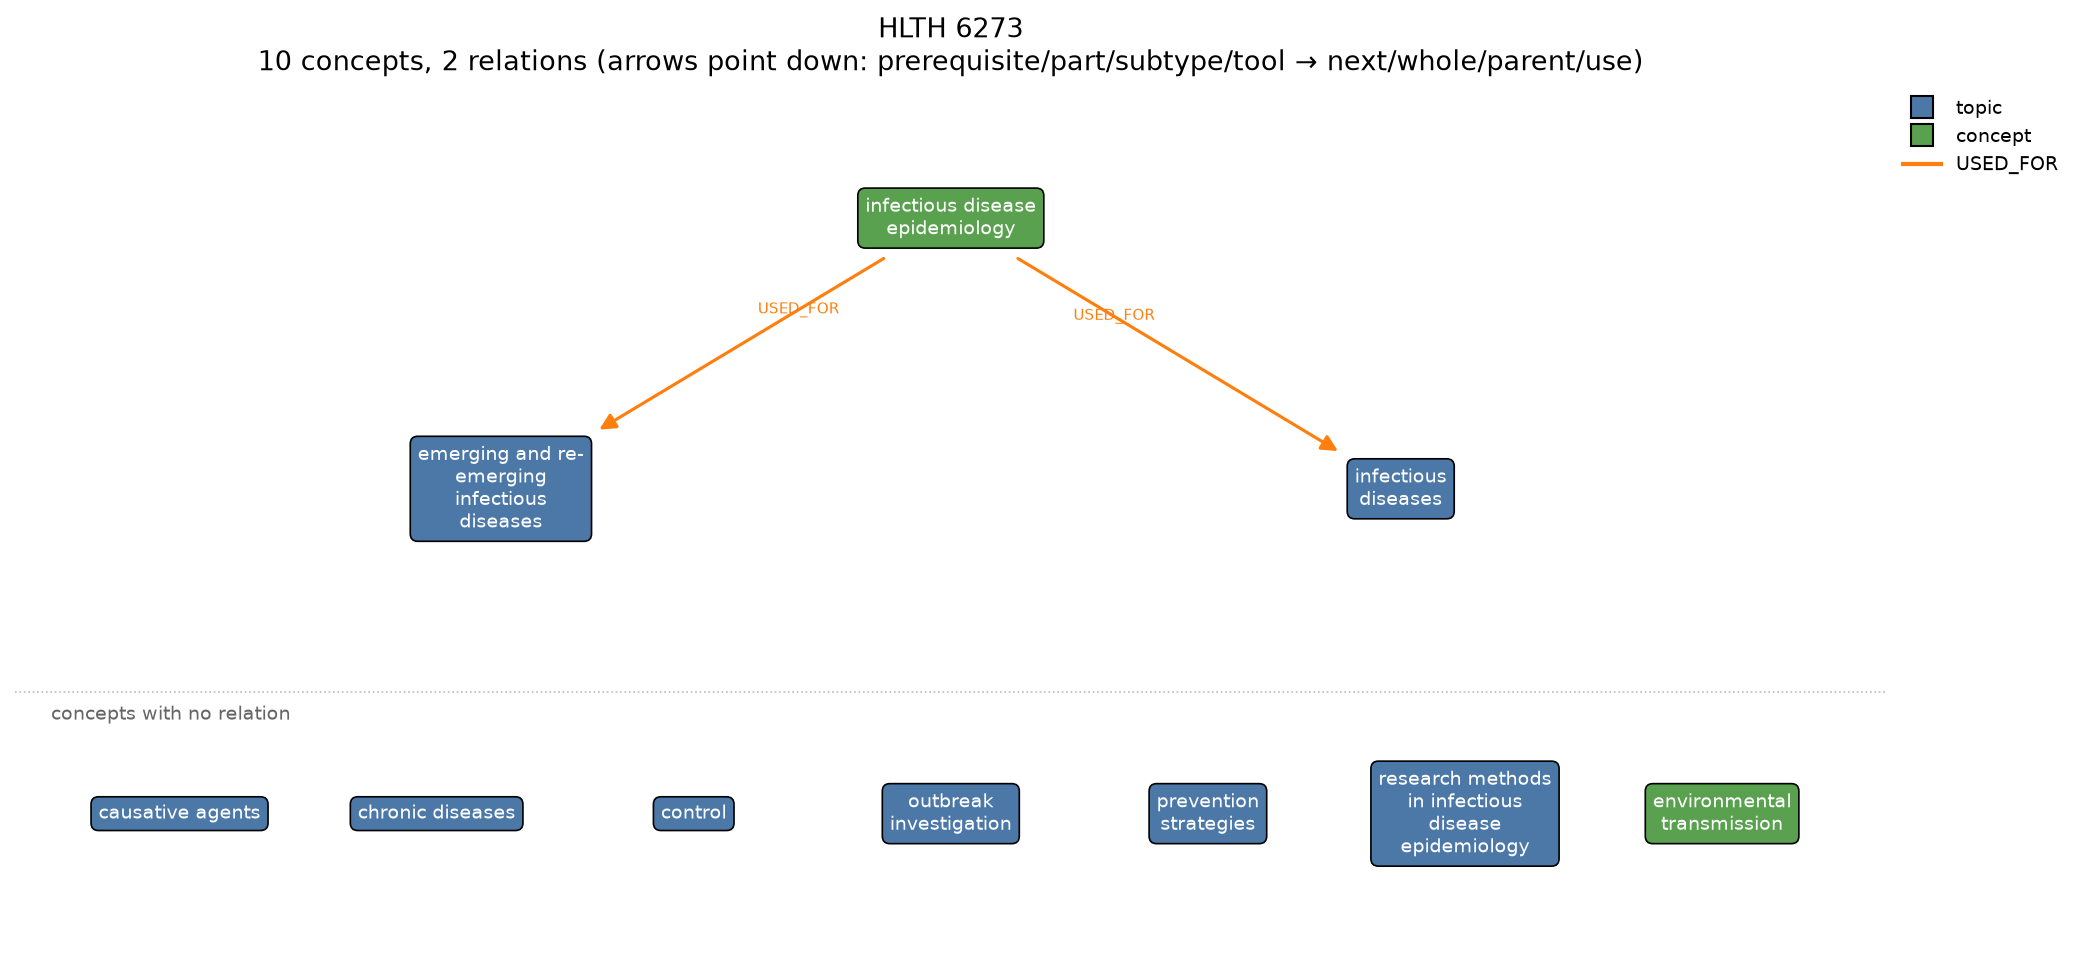 HLTH 6273
10 concepts, 2 relations (arrows point down: prerequisite/part/subtype/tool → next/whole/parent/use)
topic
concept
USED_FOR
infectious disease
epidemiology
USED_FOR
USED_FOR
emerging and re-
emerging
infectious
diseases
infectious
diseases
concepts with no relation
causative agents
chronic diseases
control
outbreak
investigation
prevention
strategies
research methods
in infectious
disease
epidemiology
environmental
transmission